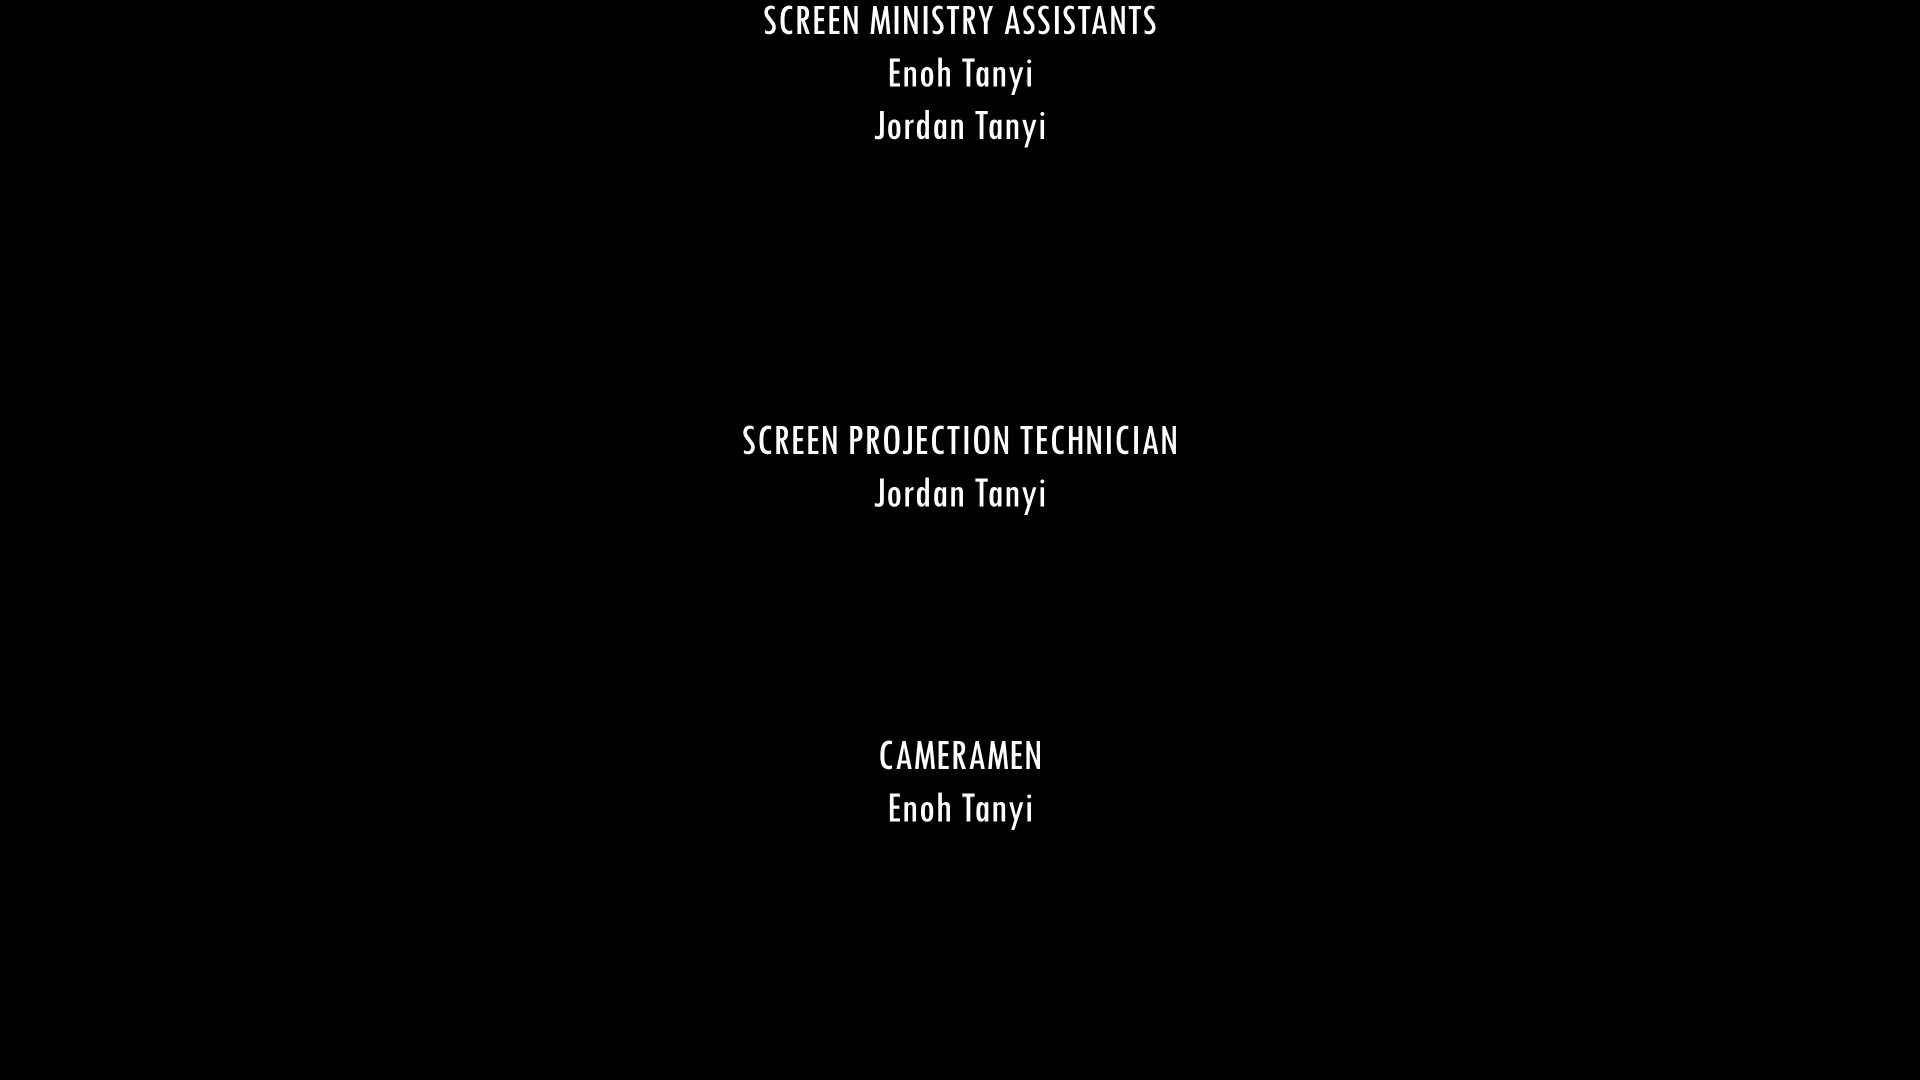 SCREEN MINISTRY ASSISTANTS
Enoh Tanyi
Jordan Tanyi
SCREEN PROJECTION TECHNICIAN
Jordan Tanyi
CAMERAMEN
Enoh Tanyi